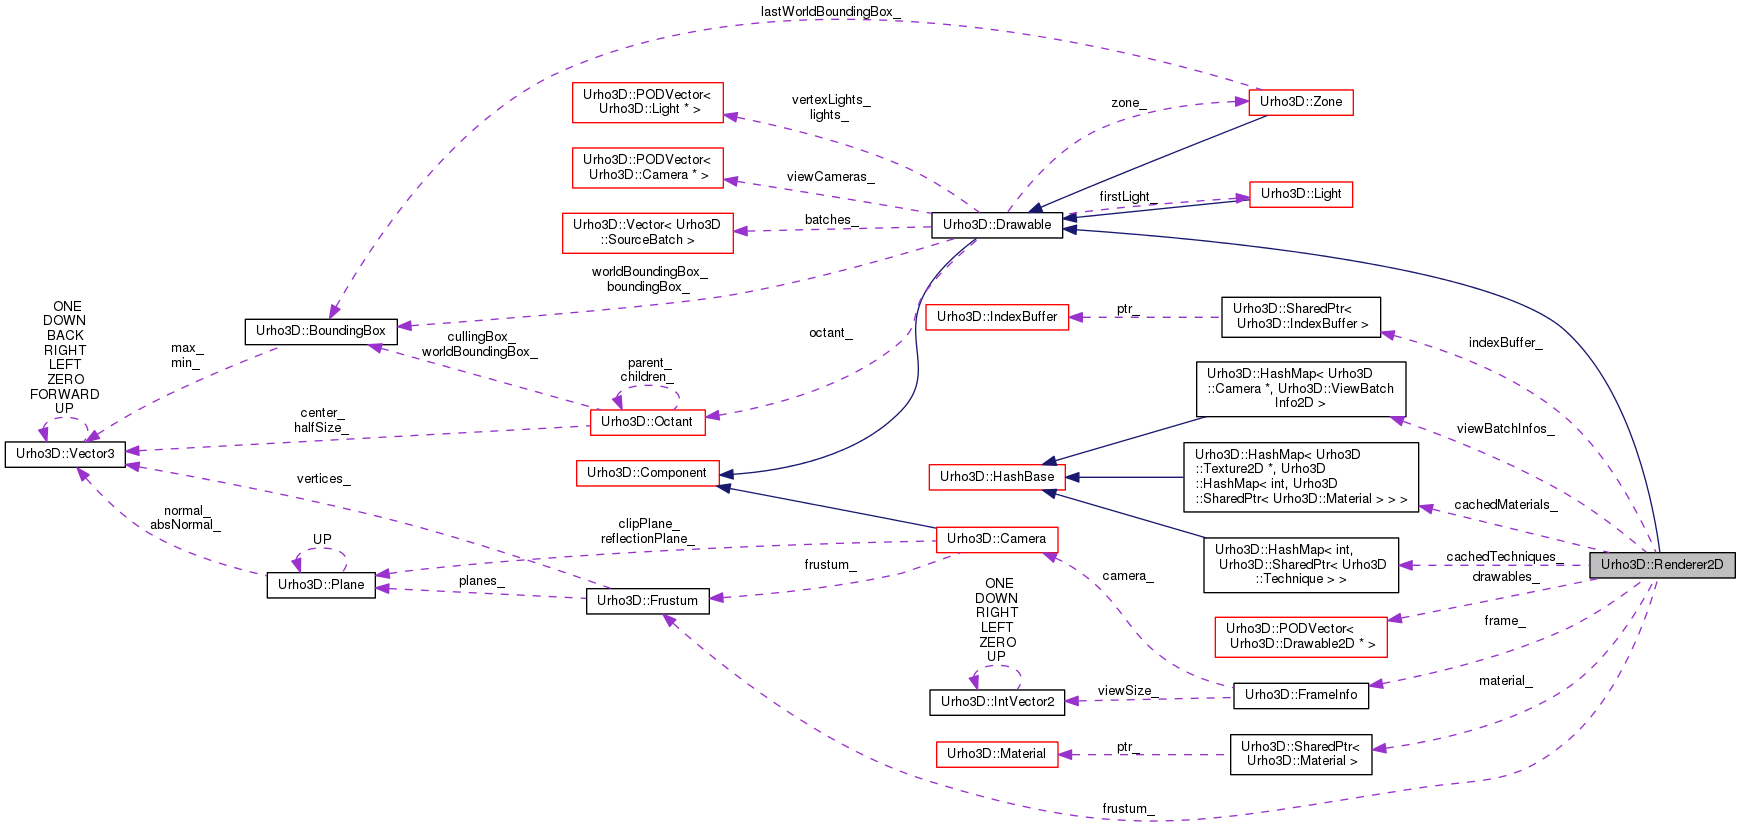 lastWorldBoundingBox_
Urho3D::PODVector<
Urho3D::Light * >
vertexLights_
lights_
zone_
Urho3D::Zone
Urho3D::PODVector<
Urho3D::Camera * >
viewCameras_
firstLight_
Urho3D::Light
Urho3D::Vector< Urho3D
::SourceBatch >
batches_
Urho3D::Drawable
worldBoundingBox_
boundingBox_
ONE
DOWN
BACK
RIGHT
LEFT
ZERO
FORWARD
UP
Urho3D::BoundingBox
max_
min_
cullingBox_
worldBoundingBox_
octant_
Urho3D::IndexBuffer
ptr_
Urho3D::SharedPtr<
Urho3D::IndexBuffer >
indexBuffer_
parent_
children_
Urho3D::HashMap< Urho3D
::Camera *, Urho3D::ViewBatch
Info2D >
center_
halfSize_
Urho3D::Octant
viewBatchInfos_
Urho3D::Vector3
vertices_
Urho3D::Component
Urho3D::HashBase
Urho3D::HashMap< Urho3D
::Texture2D *, Urho3D
::HashMap< int, Urho3D
::SharedPtr< Urho3D::Material > > >
cachedMaterials_
normal_
absNormal_
clipPlane_
reflectionPlane_
Urho3D::Camera
UP
Urho3D::Plane
planes_
frustum_
Urho3D::Frustum
camera_
Urho3D::HashMap< int,
Urho3D::SharedPtr< Urho3D
::Technique > >
cachedTechniques_
Urho3D::Renderer2D
drawables_
ONE
DOWN
RIGHT
LEFT
ZERO
UP
Urho3D::PODVector<
Urho3D::Drawable2D * >
frame_
Urho3D::IntVector2
viewSize_
Urho3D::FrameInfo
material_
Urho3D::Material
ptr_
Urho3D::SharedPtr<
Urho3D::Material >
frustum_